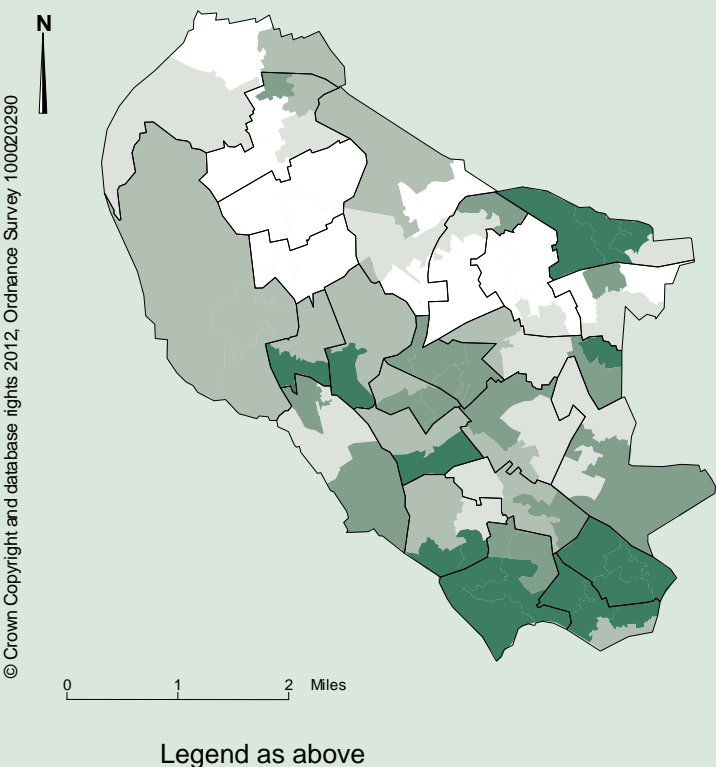 N
© Crown Copyright and database rights 2012, Ordnance Survey 100020290
0 1 2 Miles
Legend as above